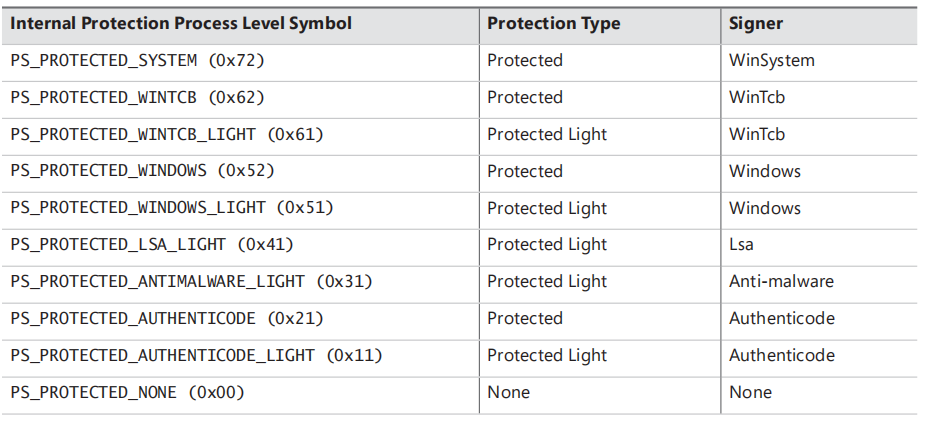 Internal Protection Process Level Symbol Protection Type Signer
PS_PROTECTED_SYSTEM (0x72) Protected WinSystem
PS_PROTECTED_WINTCB (0x62) Protected WinTcb
PS_PROTECTED_WINTCB_LIGHT (0x61) Protected Light WinTcb
PS_PROTECTED_WINDOWS (0x52) Protected Windows
PS_PROTECTED_WINDOWS_LIGHT (0x51) Protected Light Windows
PS_PROTECTED_LSA_LIGHT (0x41) Protected Light Lsa
PS_PROTECTED_ANTIMALWARE_LIGHT (0x31) Protected Light Anti-malware
PS_PROTECTED_AUTHENTICODE (0x21) Protected Authenticode
PS_PROTECTED_AUTHENTICODE_LIGHT (0x11) Protected Light Authenticode
PS_PROTECTED_NONE (0x00) None None